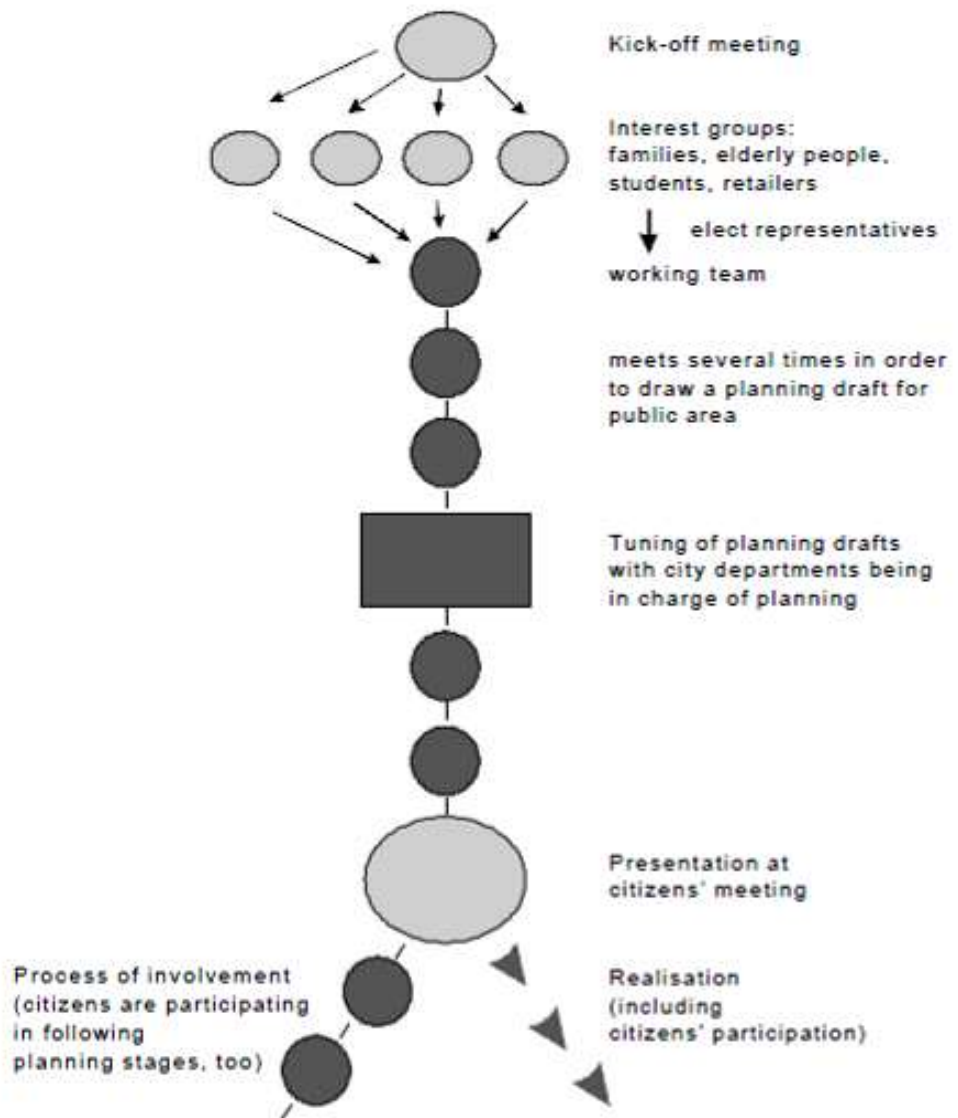 Kick-off meeting
Interest groups:
families, elderly people,
students, retailers
elect representatives
working team
meets several times in order
to draw a planning draft for
public area
Tuning of planning drafts
with city departments being
in charge of planning
Presentation at
citizens' meeting
Process of involvement
(citizens are participating
in following
planning stages, too)
Realisation
(including
citizens' participation)